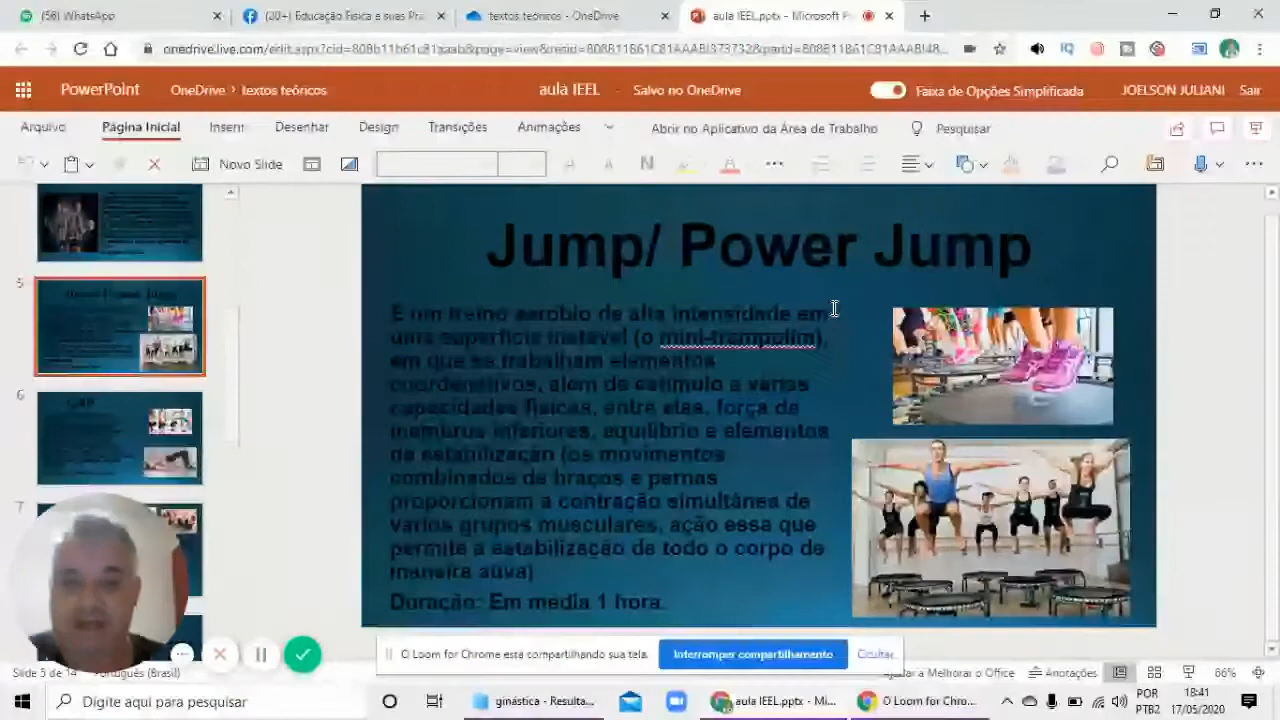 (58) WhatsApp
(20+) Educação Física e suas Pra
textos teóricos - OneDrive
aula IEEL.pptx - Microsoft P
PowerPoint
OneDrive > textos teóricos
aula IEEL - Salvo no OneDrive
Faixa de Opções Simplificada
JOELSON JULIANI
Sair
Arquivo
Página Inicial
Inserir
Desenhar
Design
Transições
Animações
Abrir no Aplicativo da Área de Trabalho
Pesquisar
Novo Slide
5
6
7
Jump/ Power Jump
É um treino aeróbio de alta intensidade em
uma superfície instável (o mini-trampolim),
em que se trabalham elementos
coordenativos, além de estímulo a várias
capacidades físicas, entre elas, força de
membros inferiores, equilíbrio e elementos
de estabilização (os movimentos
combinados de braços e pernas
proporcionam a contração simultânea de
vários grupos musculares, ação essa que
permite a estabilização de todo o corpo de
maneira ativa)
Duração: Em média 1 hora.
O Loom for Chrome está compartilhando sua tela.
Interromper compartilhamento
Ocultar
Slide 5 de 14
Português (Brasil)
a Melhorar o Office
Anotações
66%
Digite aqui para pesquisar
ginástica - Resulta...
aula IEEL.pptx - Mi...
O Loom for Chro...
POR
PTB2
18:41
17/05/2020